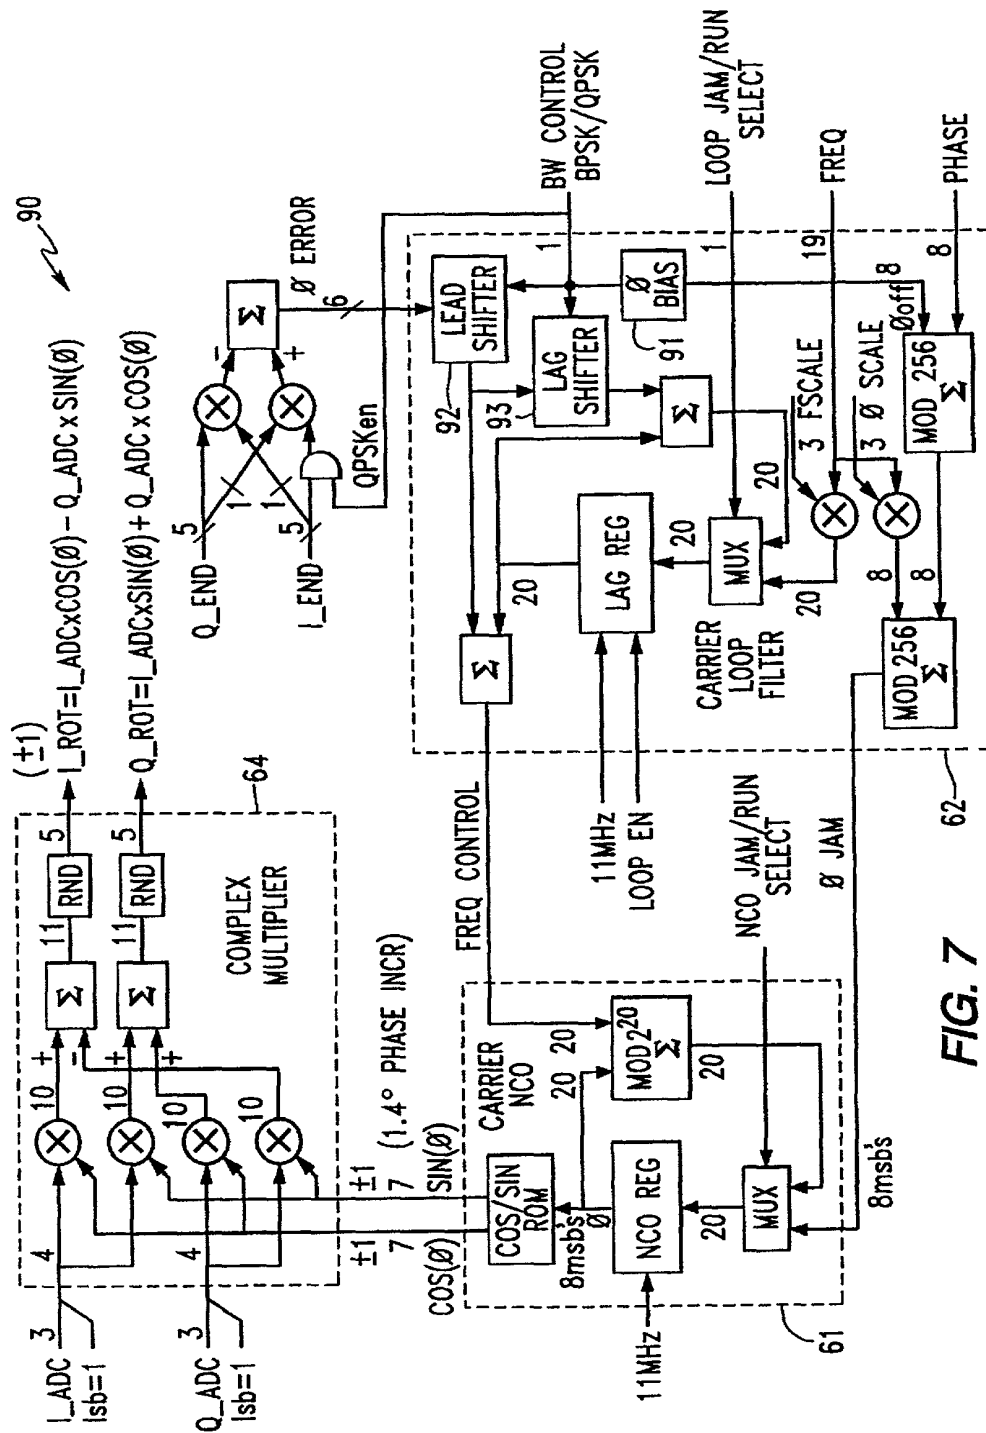 90
I_ADC
lsb=1
3
4
Q_ADC
lsb=1
3
4
10
10
10
10
+
-
+
+
Σ
Σ
11
11
RND
RND
5
5
COMPLEX
MULTIPLIER
64
(±1)
I_ROT=I_ADCxCOS(Ø)-Q_ADC x SIN(Ø)
Q_ROT=I_ADCxSIN(Ø)+Q_ADC x COS(Ø)
±1
7
COS(Ø)
±1
7
SIN(Ø)
(1.4° PHASE INCR)
Q_END
5
1
I_END
5
1
QPSKen
-
+
Σ
Ø ERROR
6
BW CONTROL
BPSK/QPSK
1
LOOP JAM/RUN
SELECT
1
FREQ
19
PHASE
8
LEAD
SHIFTER
92
LAG
SHIFTER
93
Ø
BIAS
91
Øoff
8
Σ
Σ
20
20
LAG REG
20
MUX
20
3 FSCALE
3 Ø SCALE
MOD 256
Σ
8
8
MOD 256
Σ
CARRIER
LOOP
FILTER
62
FREQ CONTROL
11MHz
LOOP EN
NCO JAM/RUN
SELECT
Ø JAM
8msb's
CARRIER
NCO
COS/SIN
ROM
8msb's
Ø
20
20
MOD 2²⁰
Σ
20
NCO REG
20
MUX
11MHz
61
FIG. 7